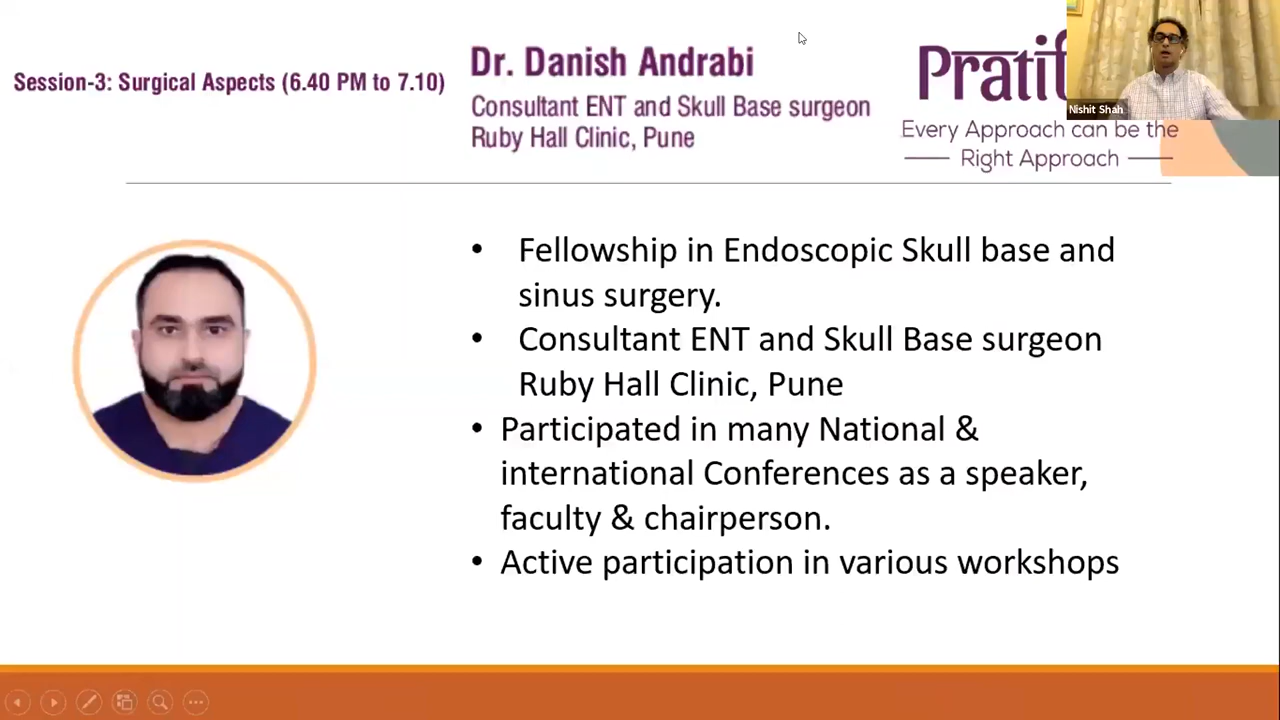 Session-3: Surgical Aspects (6.40 PM to 7.10)
Dr. Danish Andrabi
Consultant ENT and Skull Base surgeon
Ruby Hall Clinic, Pune
Every Approach can be the
Right Approach
Nishit Shah
• Fellowship in Endoscopic Skull base and
sinus surgery.
• Consultant ENT and Skull Base surgeon
Ruby Hall Clinic, Pune
• Participated in many National &
international Conferences as a speaker,
faculty & chairperson.
• Active participation in various workshops